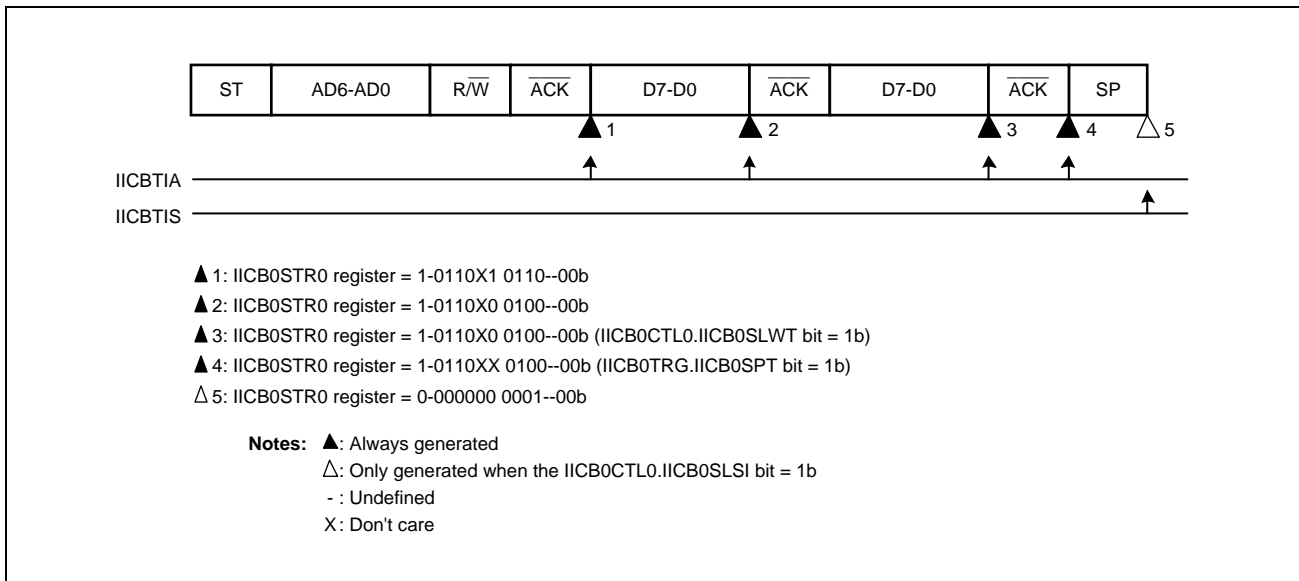 ST AD6-AD0 R/W̅ A̅C̅K̅ D7-D0 A̅C̅K̅ D7-D0 A̅C̅K̅ SP
▲ 1 ▲ 2 ▲ 3 ▲ 4 △ 5
IICBTIA
IICBTIS
▲ 1: IICB0STR0 register = 1-0110X1 0110--00b
▲ 2: IICB0STR0 register = 1-0110X0 0100--00b
▲ 3: IICB0STR0 register = 1-0110X0 0100--00b (IICB0CTL0.IICB0SLWT bit = 1b)
▲ 4: IICB0STR0 register = 1-0110XX 0100--00b (IICB0TRG.IICB0SPT bit = 1b)
△ 5: IICB0STR0 register = 0-000000 0001--00b
Notes: ▲: Always generated
△: Only generated when the IICB0CTL0.IICB0SLSI bit = 1b
- : Undefined
X : Don't care